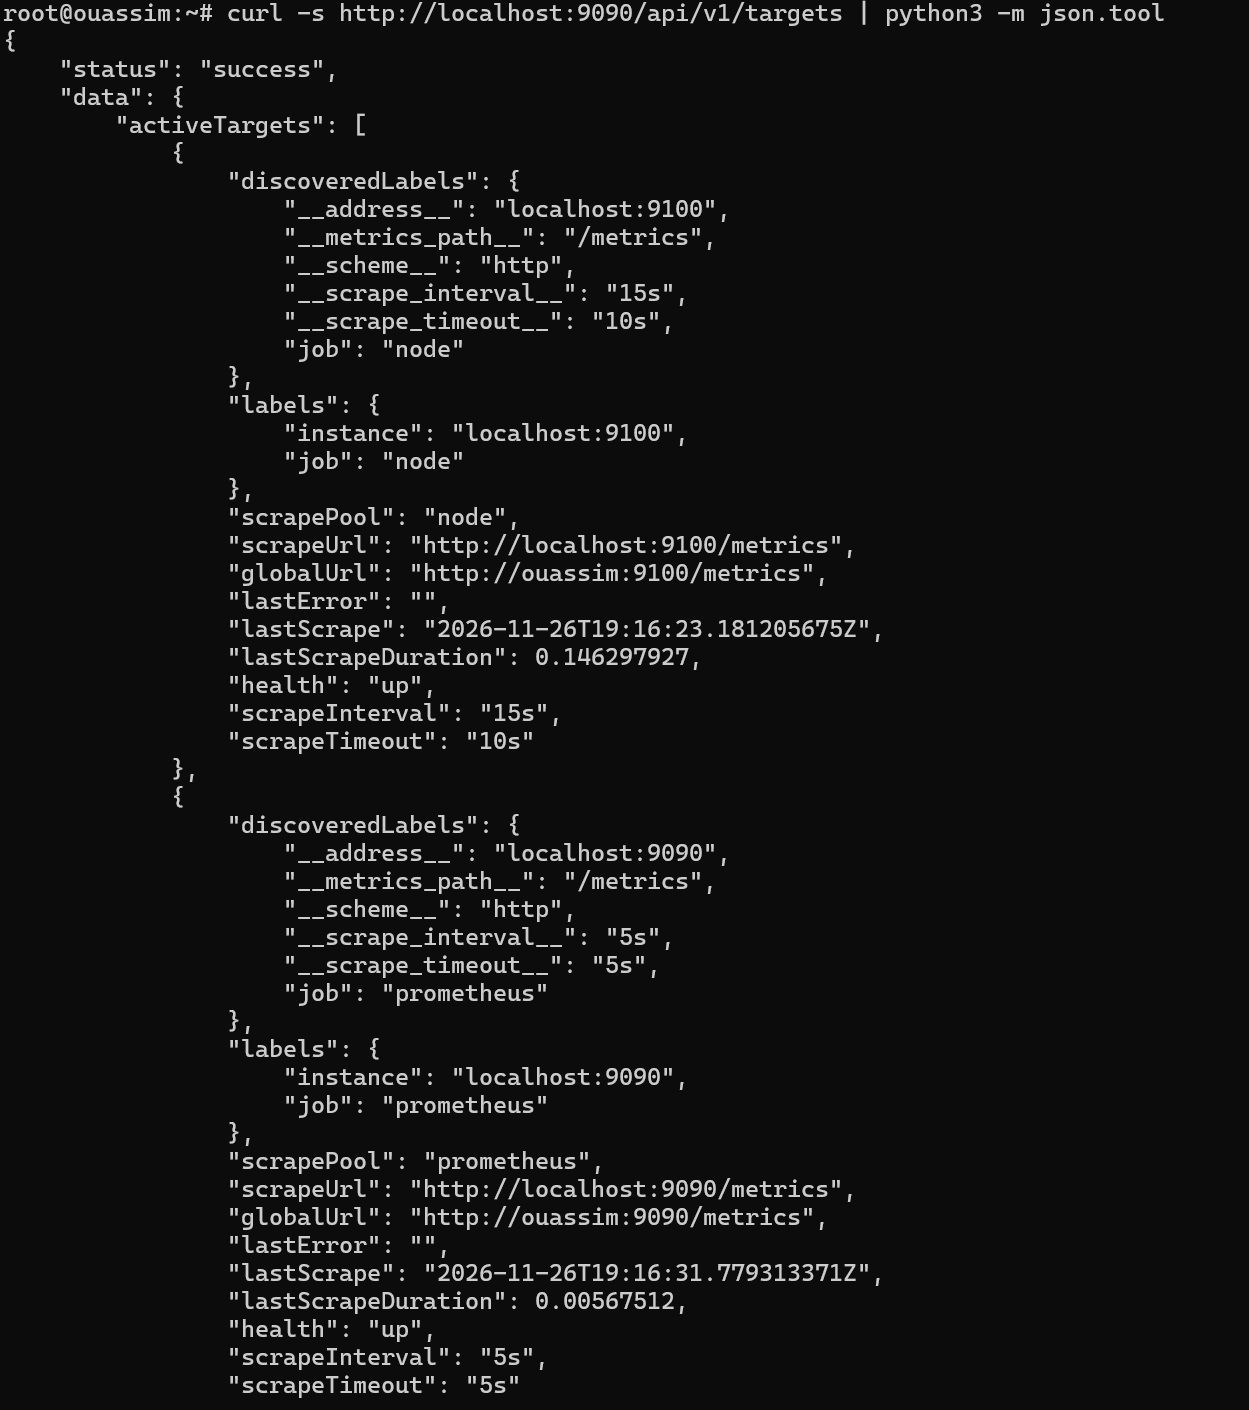 root@ouassim:~# curl -s http://localhost:9090/api/v1/targets | python3 -m json.tool
{
    "status": "success",
    "data": {
        "activeTargets": [
            {
                "discoveredLabels": {
                    "__address__": "localhost:9100",
                    "__metrics_path__": "/metrics",
                    "__scheme__": "http",
                    "__scrape_interval__": "15s",
                    "__scrape_timeout__": "10s",
                    "job": "node"
                },
                "labels": {
                    "instance": "localhost:9100",
                    "job": "node"
                },
                "scrapePool": "node",
                "scrapeUrl": "http://localhost:9100/metrics",
                "globalUrl": "http://ouassim:9100/metrics",
                "lastError": "",
                "lastScrape": "2026-11-26T19:16:23.181205675Z",
                "lastScrapeDuration": 0.146297927,
                "health": "up",
                "scrapeInterval": "15s",
                "scrapeTimeout": "10s"
            },
            {
                "discoveredLabels": {
                    "__address__": "localhost:9090",
                    "__metrics_path__": "/metrics",
                    "__scheme__": "http",
                    "__scrape_interval__": "5s",
                    "__scrape_timeout__": "5s",
                    "job": "prometheus"
                },
                "labels": {
                    "instance": "localhost:9090",
                    "job": "prometheus"
                },
                "scrapePool": "prometheus",
                "scrapeUrl": "http://localhost:9090/metrics",
                "globalUrl": "http://ouassim:9090/metrics",
                "lastError": "",
                "lastScrape": "2026-11-26T19:16:31.779313371Z",
                "lastScrapeDuration": 0.00567512,
                "health": "up",
                "scrapeInterval": "5s",
                "scrapeTimeout": "5s"